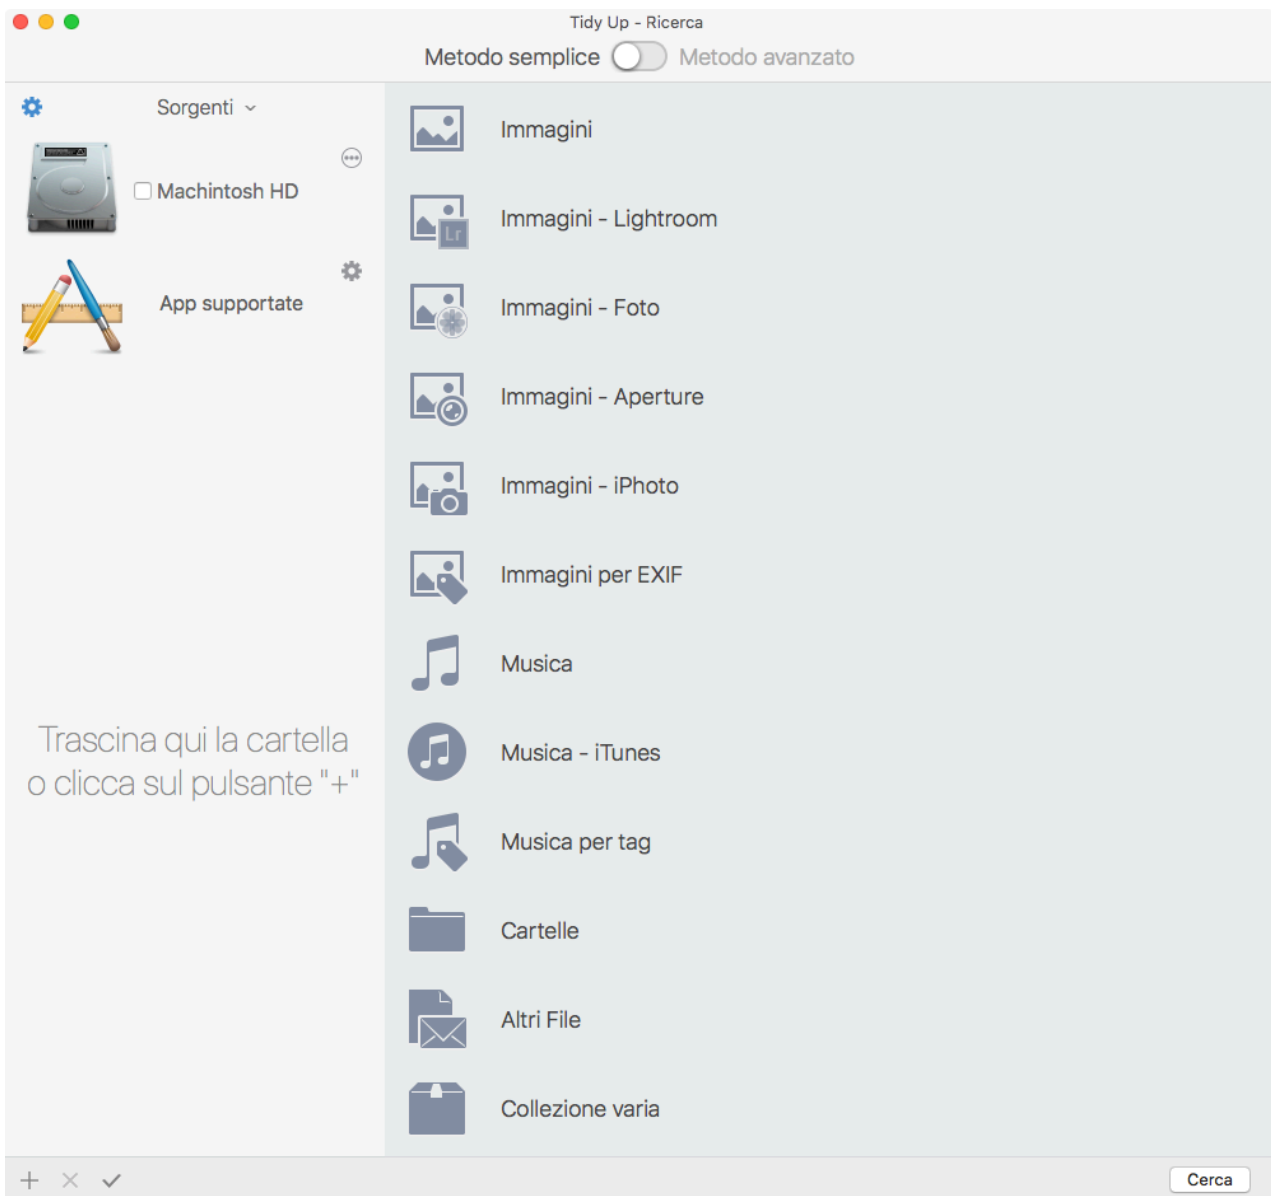 Tidy Up - Ricerca
Metodo semplice Metodo avanzato
Sorgenti
Machintosh HD
App supportate
Trascina qui la cartella
o clicca sul pulsante "+"
Immagini
Immagini - Lightroom
Lr
Immagini - Foto
Immagini - Aperture
Immagini - iPhoto
Immagini per EXIF
Musica
Musica - iTunes
Musica per tag
Cartelle
Altri File
Collezione varia
Cerca